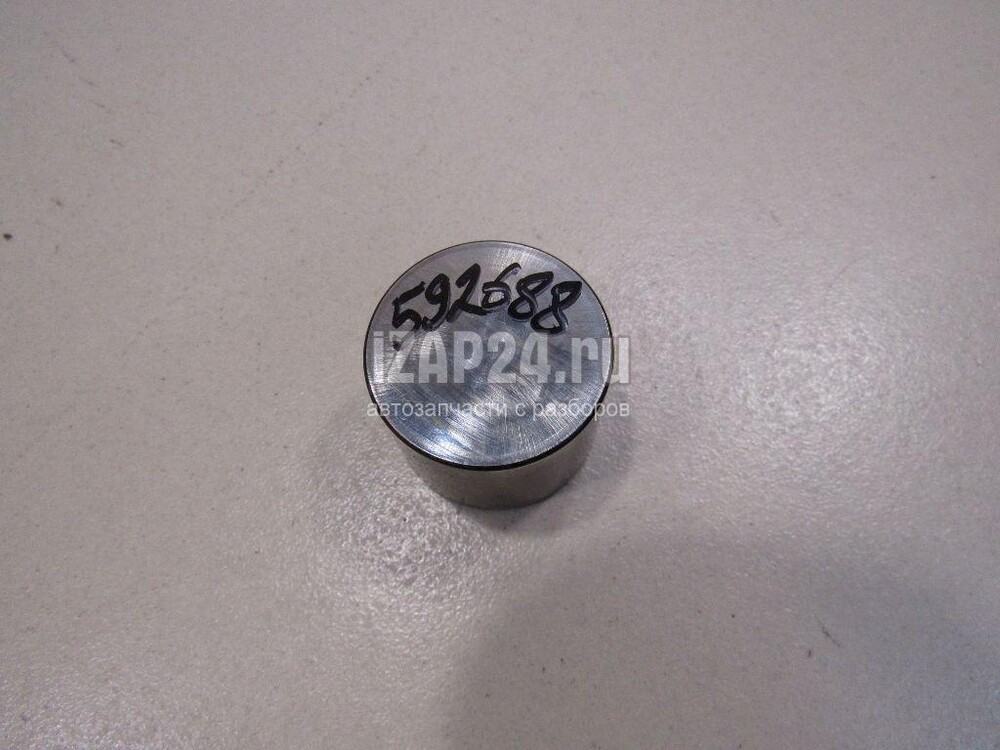 592688
iZAP24.ru
автозапчасти с разборов